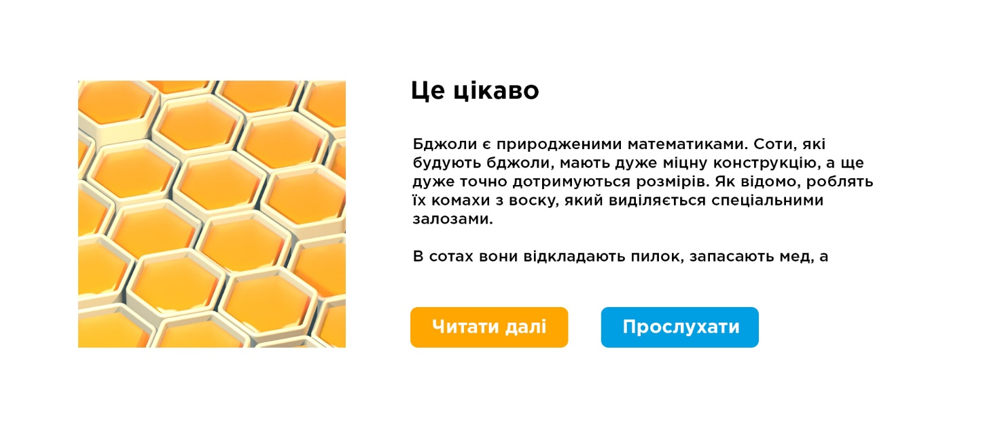 Це цікаво
Бджоли є природженими математиками. Соти, які
будують бджоли, мають дуже міцну конструкцію, а ще
дуже точно дотримуються розмірів. Як відомо, роблять
їх комахи з воску, який виділяється спеціальними
залозами.
В сотах вони відкладають пилок, запасають мед, а
Читати далі
Прослухати